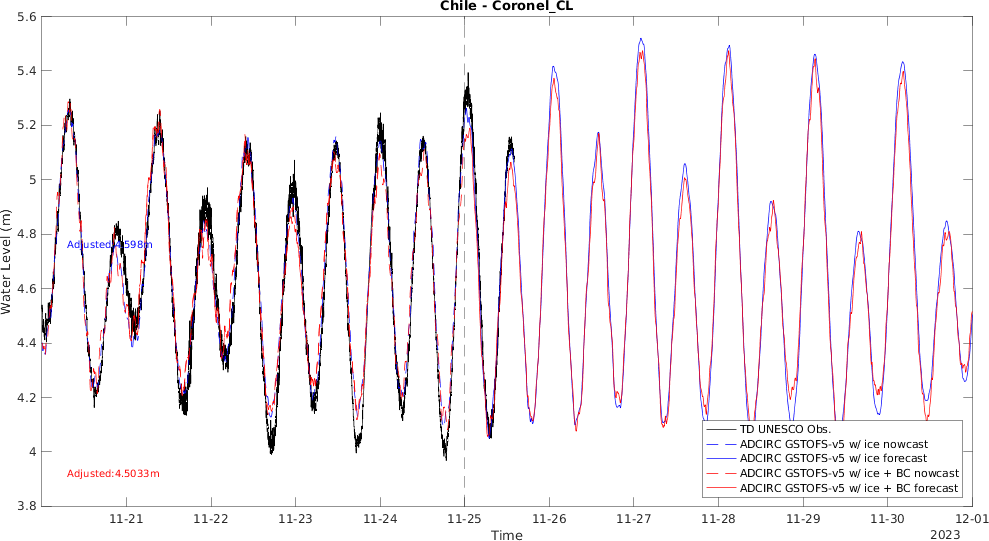 Chile - Coronel_CL
5.6
5.4
5.2
5
4.8
4.6
4.4
4.2
4
3.8
Water Level (m)
Adjusted:4.598m
Adjusted:4.5033m
TD UNESCO Obs.
ADCIRC GSTOFS-v5 w/ ice nowcast
ADCIRC GSTOFS-v5 w/ ice forecast
ADCIRC GSTOFS-v5 w/ ice + BC nowcast
ADCIRC GSTOFS-v5 w/ ice + BC forecast
11-21 11-22 11-23 11-24 11-25 11-26 11-27 11-28 11-29 11-30 12-01
Time
2023